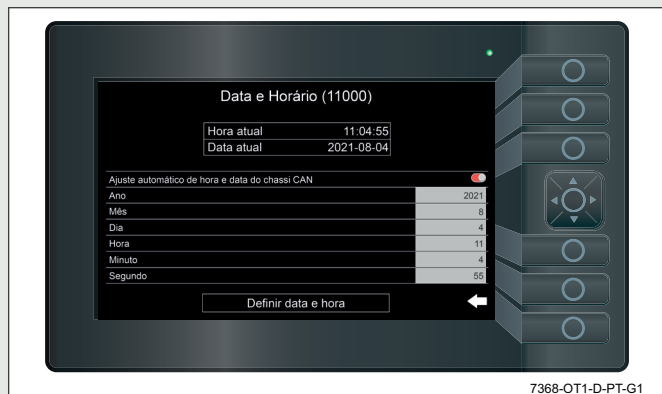 Data e Horário (11000)
Hora atual 11:04:55
Data atual 2021-08-04
Ajuste automático de hora e data do chassi CAN
Ano 2021
Mês 8
Dia 4
Hora 11
Minuto 4
Segundo 55
Definir data e hora
7368-OT1-D-PT-G1